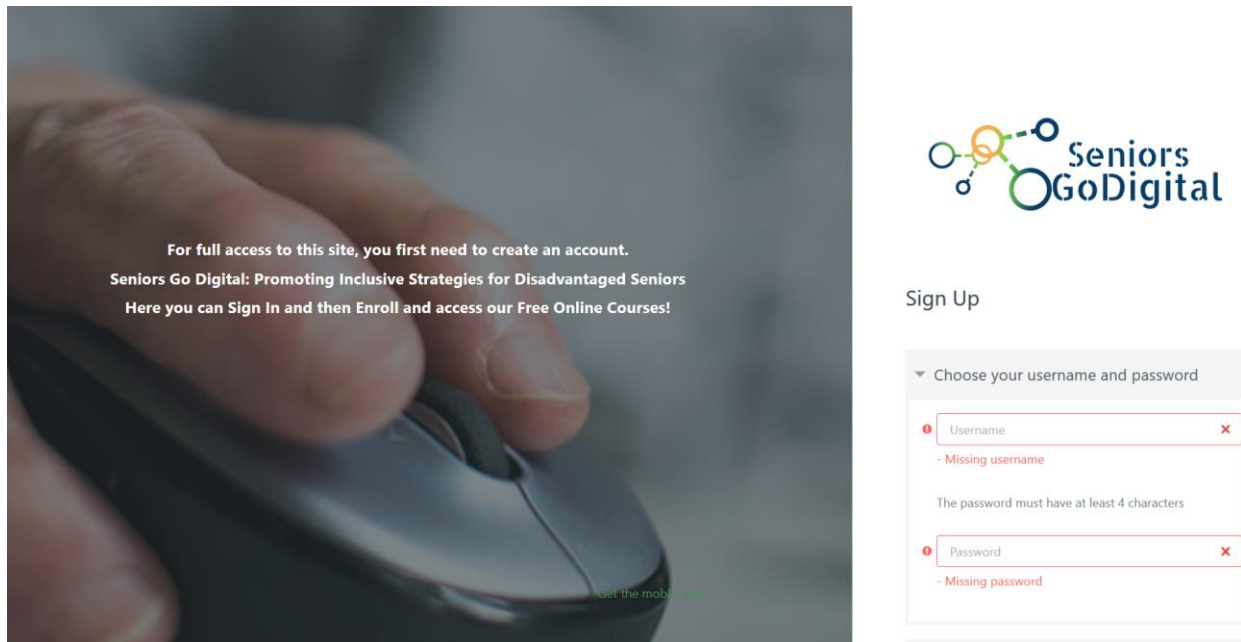 For full access to this site, you first need to create an account.
Seniors Go Digital: Promoting Inclusive Strategies for Disadvantaged Seniors
Here you can Sign In and then Enroll and access our Free Online Courses!
Get the mobile app
Seniors
GoDigital
Sign Up
Choose your username and password
Username
- Missing username
The password must have at least 4 characters
Password
- Missing password